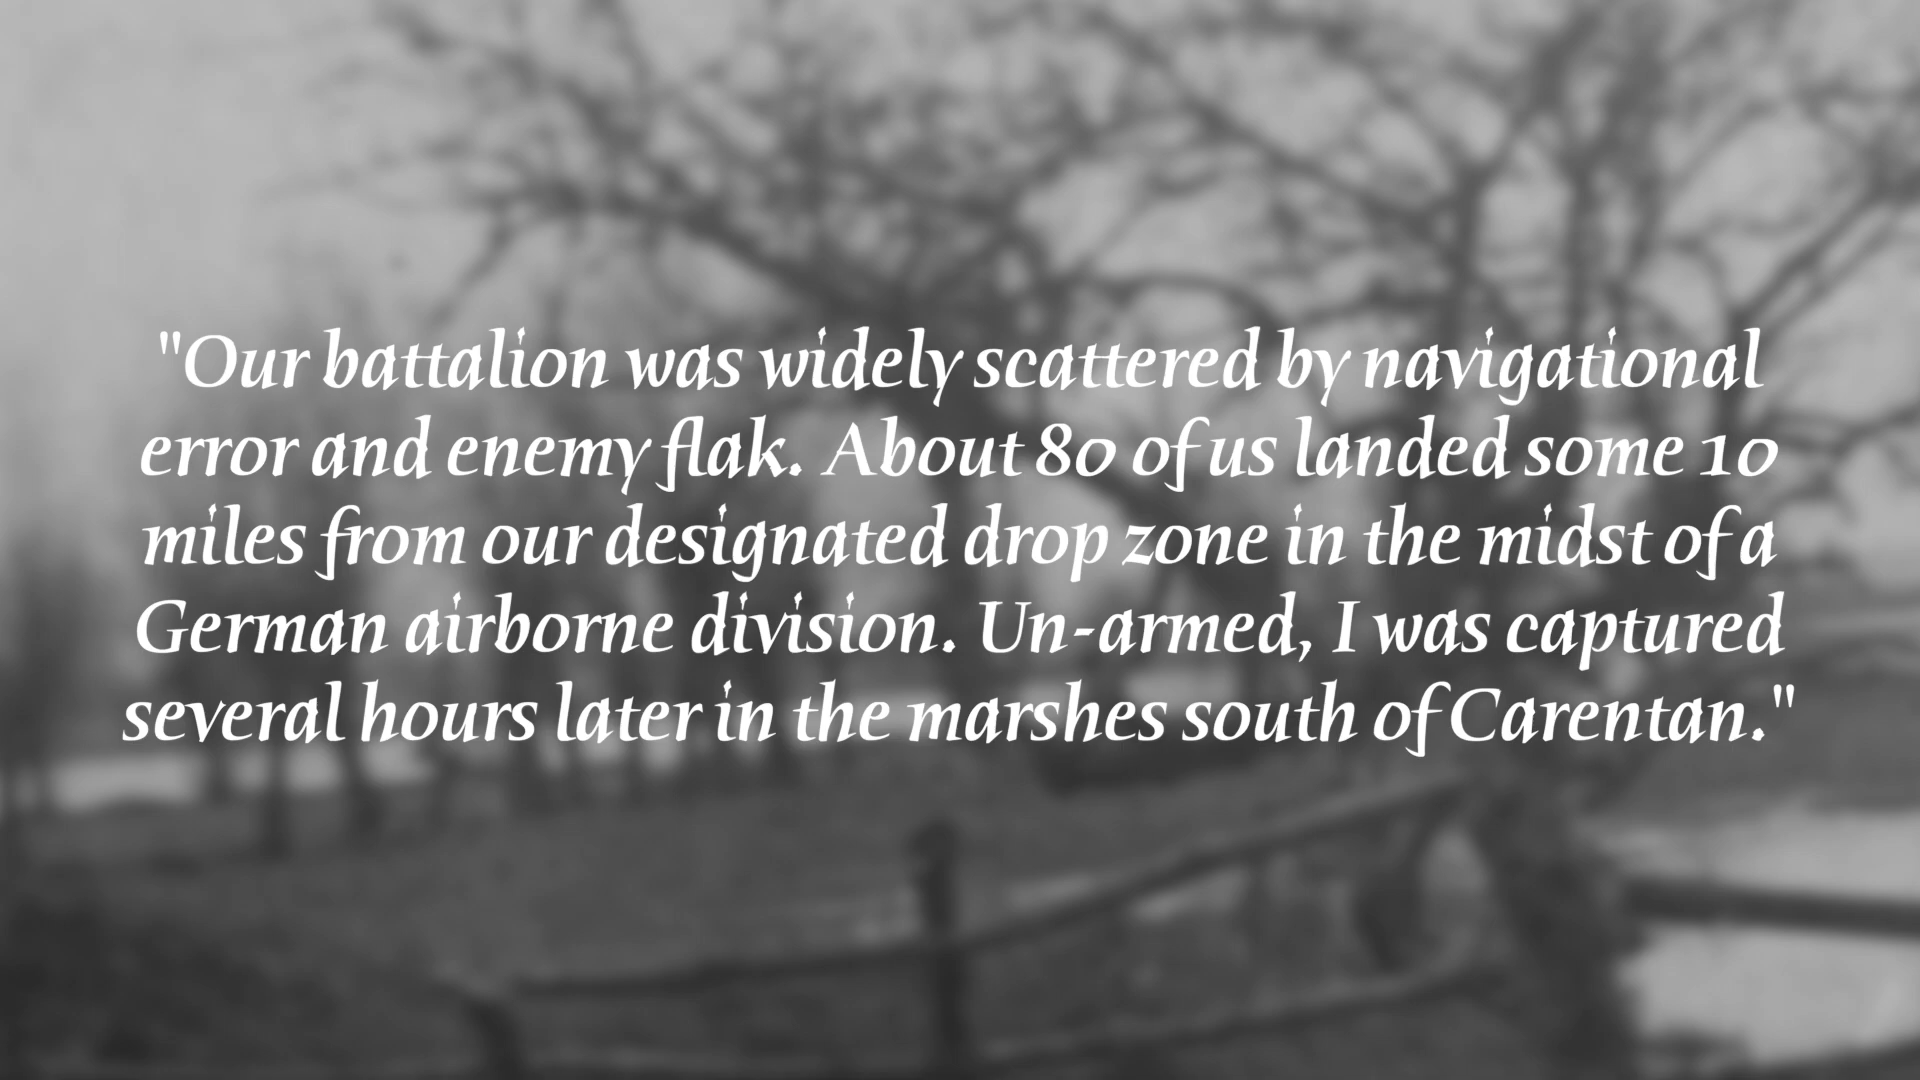 "Our battalion was widely scattered by navigational
error and enemy flak. About 80 of us landed some 10
miles from our designated drop zone in the midst of a
German airborne division. Un-armed, I was captured
several hours later in the marshes south of Carentan."